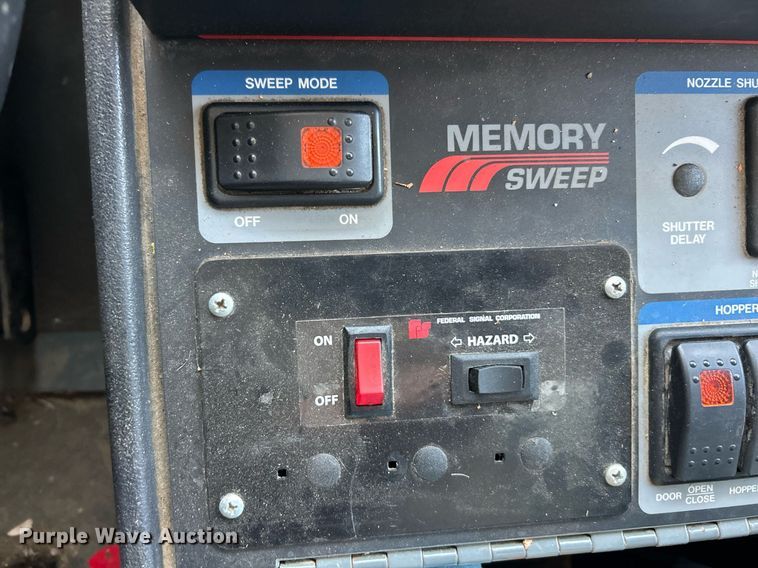 SWEEP MODE
OFF ON
MEMORY
SWEEP
NOZZLE SHU
SHUTTER
DELAY
N
S
FEDERAL SIGNAL CORPORATION
ON
OFF
HAZARD
HOPPER
DOOR OPEN
CLOSE
HOPPER
Purple Wave Auction